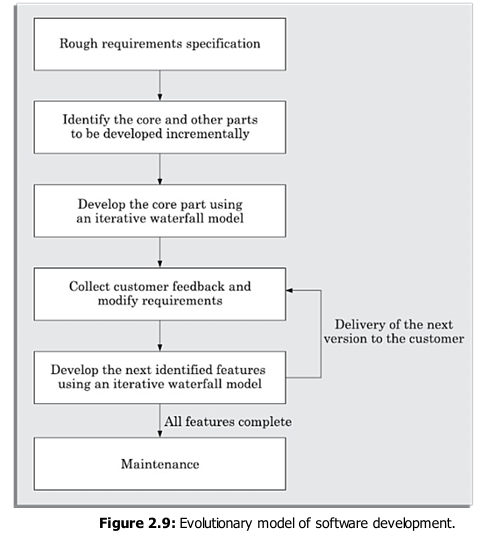 Rough requirements specification
Identify the core and other parts
to be developed incrementally
Develop the core part using
an iterative waterfall model
Collect customer feedback and
modify requirements
Delivery of the next
version to the customer
Develop the next identified features
using an iterative waterfall model
All features complete
Maintenance
Figure 2.9: Evolutionary model of software development.